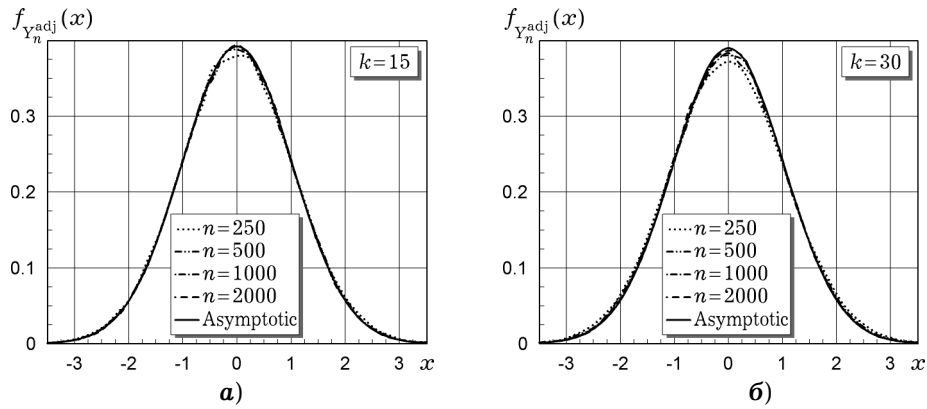 f_{Y_n^{adj}}(x)
k=15
0.3
0.2
0.1
0
n=250
n=500
n=1000
n=2000
Asymptotic
-3 -2 -1 0 1 2 3 x
а)
f_{Y_n^{adj}}(x)
k=30
0.3
0.2
0.1
0
n=250
n=500
n=1000
n=2000
Asymptotic
-3 -2 -1 0 1 2 3 x
б)